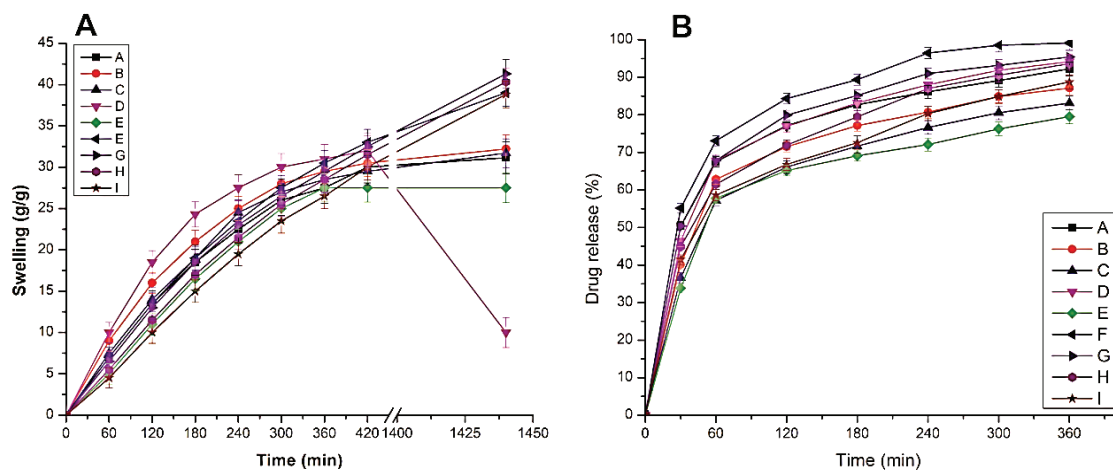 A
Swelling (g/g)
45
40
35
30
25
20
15
10
5
0
A
B
C
D
E
E
G
H
I
0 60 120 180 240 300 360 420 1400 1425 1450
Time (min)
B
Drug release (%)
100
90
80
70
60
50
40
30
20
10
0
A
B
C
D
E
F
G
H
I
0 60 120 180 240 300 360
Time (min)